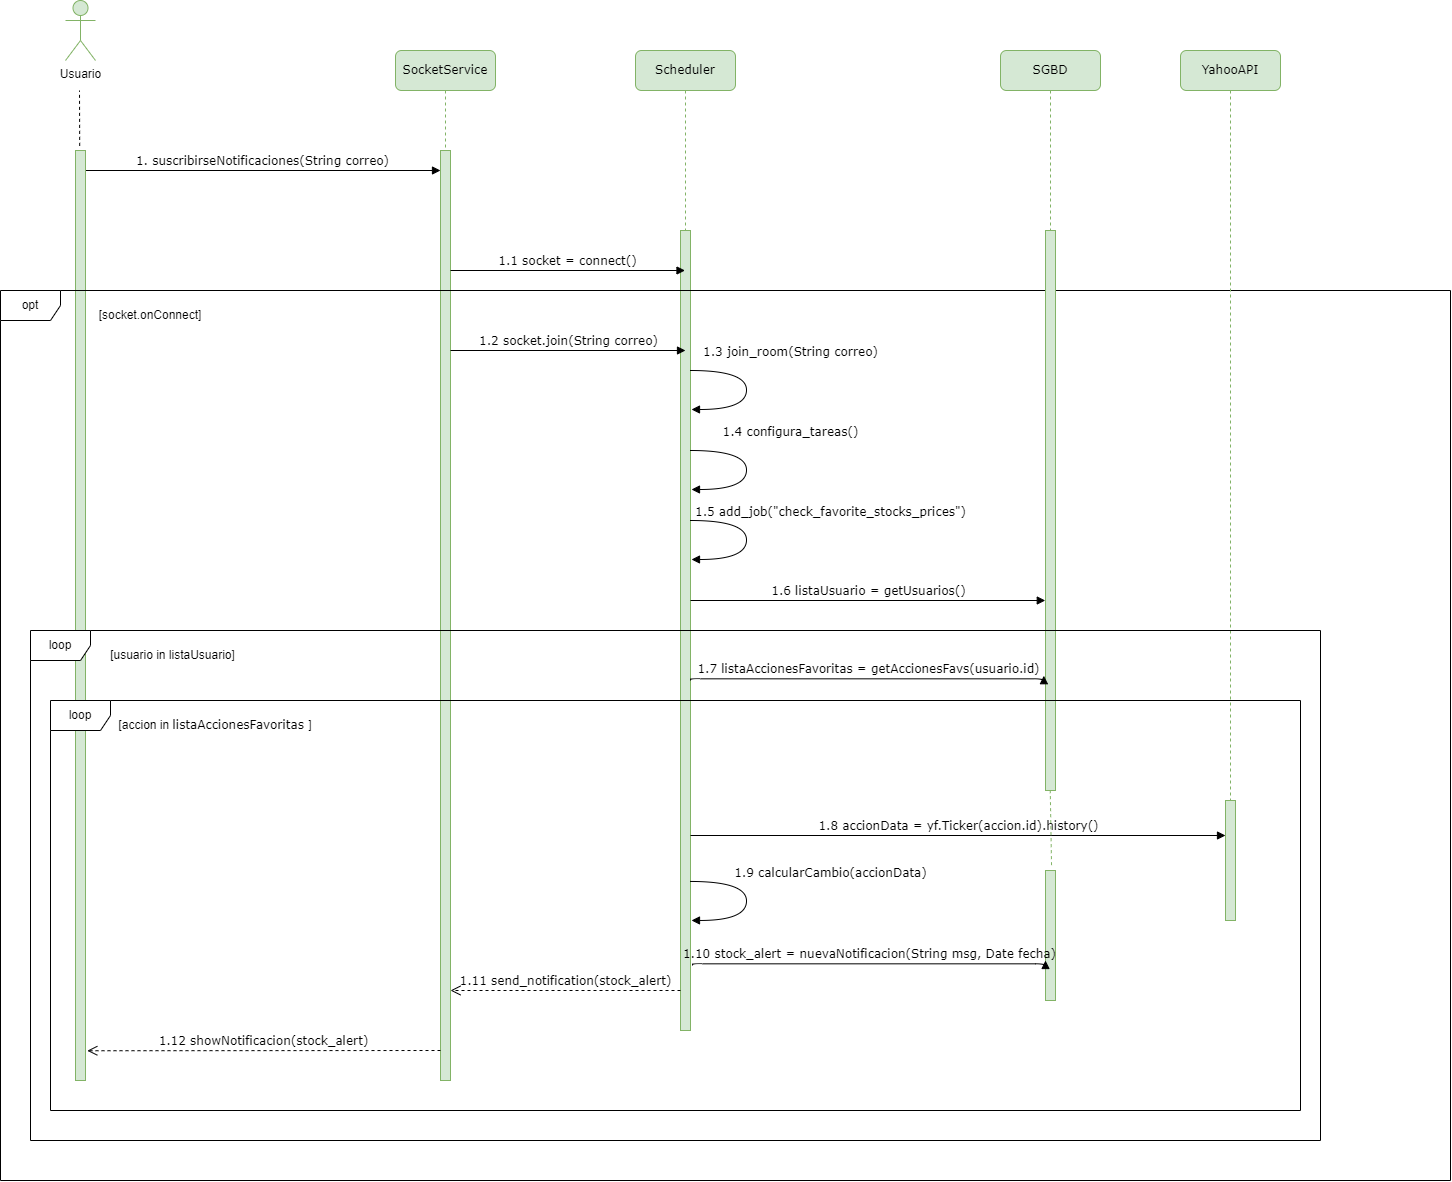 Usuario
SocketService
Scheduler
SGBD
YahooAPI
1. suscribirseNotificaciones(String correo)
1.1 socket = connect()
opt
[socket.onConnect]
1.2 socket.join(String correo)
1.3 join_room(String correo)
1.4 configura_tareas()
1.5 add_job("check_favorite_stocks_prices")
1.6 listaUsuario = getUsuarios()
loop
[usuario in listaUsuario]
1.7 listaAccionesFavoritas = getAccionesFavs(usuario.id)
loop
[accion in listaAccionesFavoritas ]
1.8 accionData = yf.Ticker(accion.id).history()
1.9 calcularCambio(accionData)
1.10 stock_alert = nuevaNotificacion(String msg, Date fecha)
1.11 send_notification(stock_alert)
1.12 showNotificacion(stock_alert)